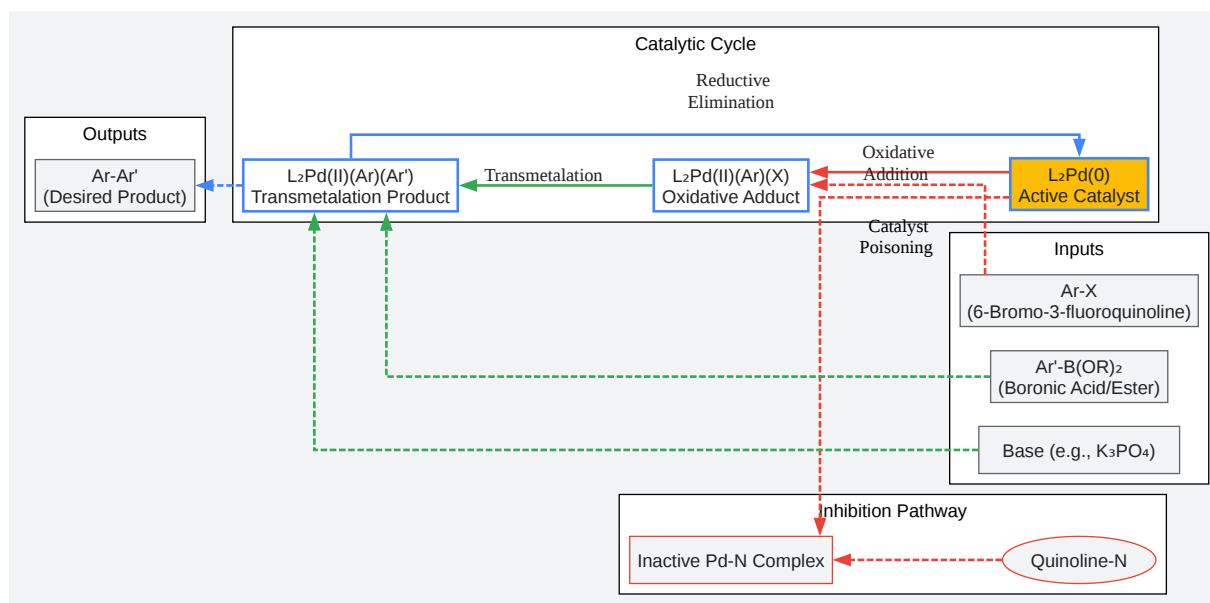 Catalytic Cycle
Reductive
Elimination
Outputs
Ar-Ar'
(Desired Product)
L₂Pd(II)(Ar)(Ar')
Transmetalation Product
Transmetalation
L₂Pd(II)(Ar)(X)
Oxidative Adduct
Oxidative
Addition
L₂Pd(0)
Active Catalyst
Catalyst
Poisoning
Inputs
Ar-X
(6-Bromo-3-fluoroquinoline)
Ar'-B(OR)₂
(Boronic Acid/Ester)
Base (e.g., K₃PO₄)
Inhibition Pathway
Inactive Pd-N Complex
Quinoline-N